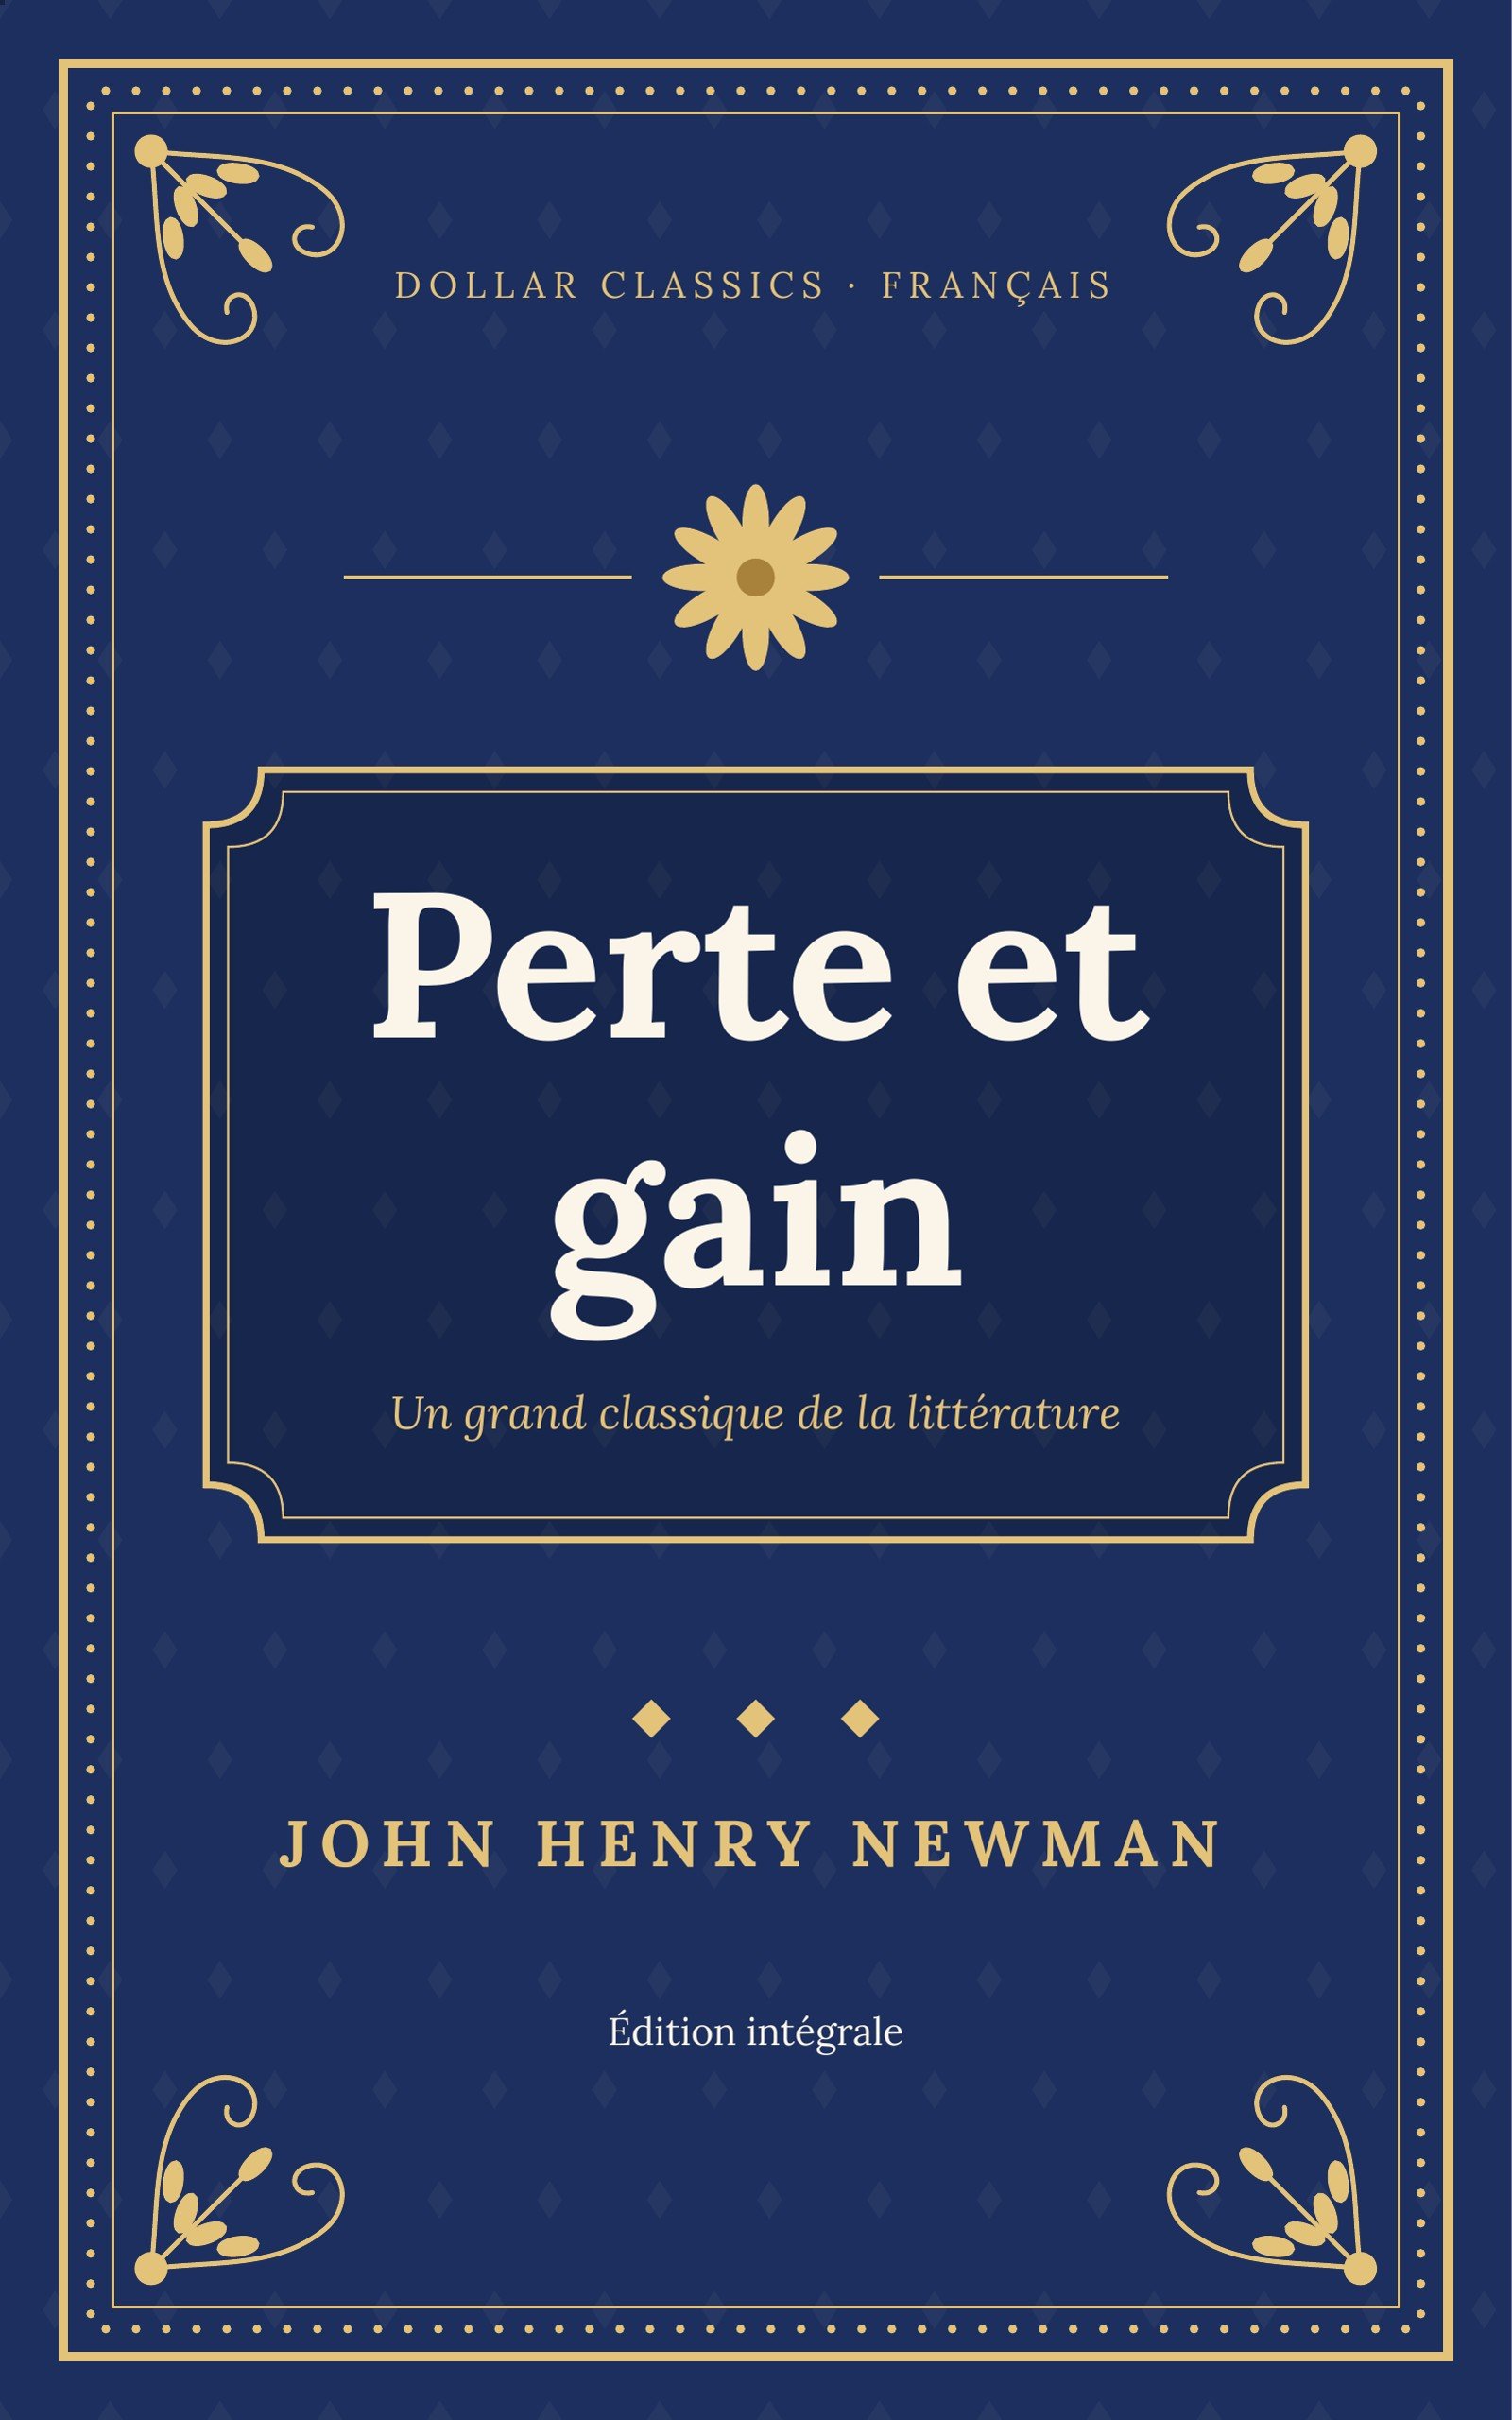 DOLLAR CLASSICS · FRANÇAIS
Perte et
gain
Un grand classique de la littérature
JOHN HENRY NEWMAN
Édition intégrale